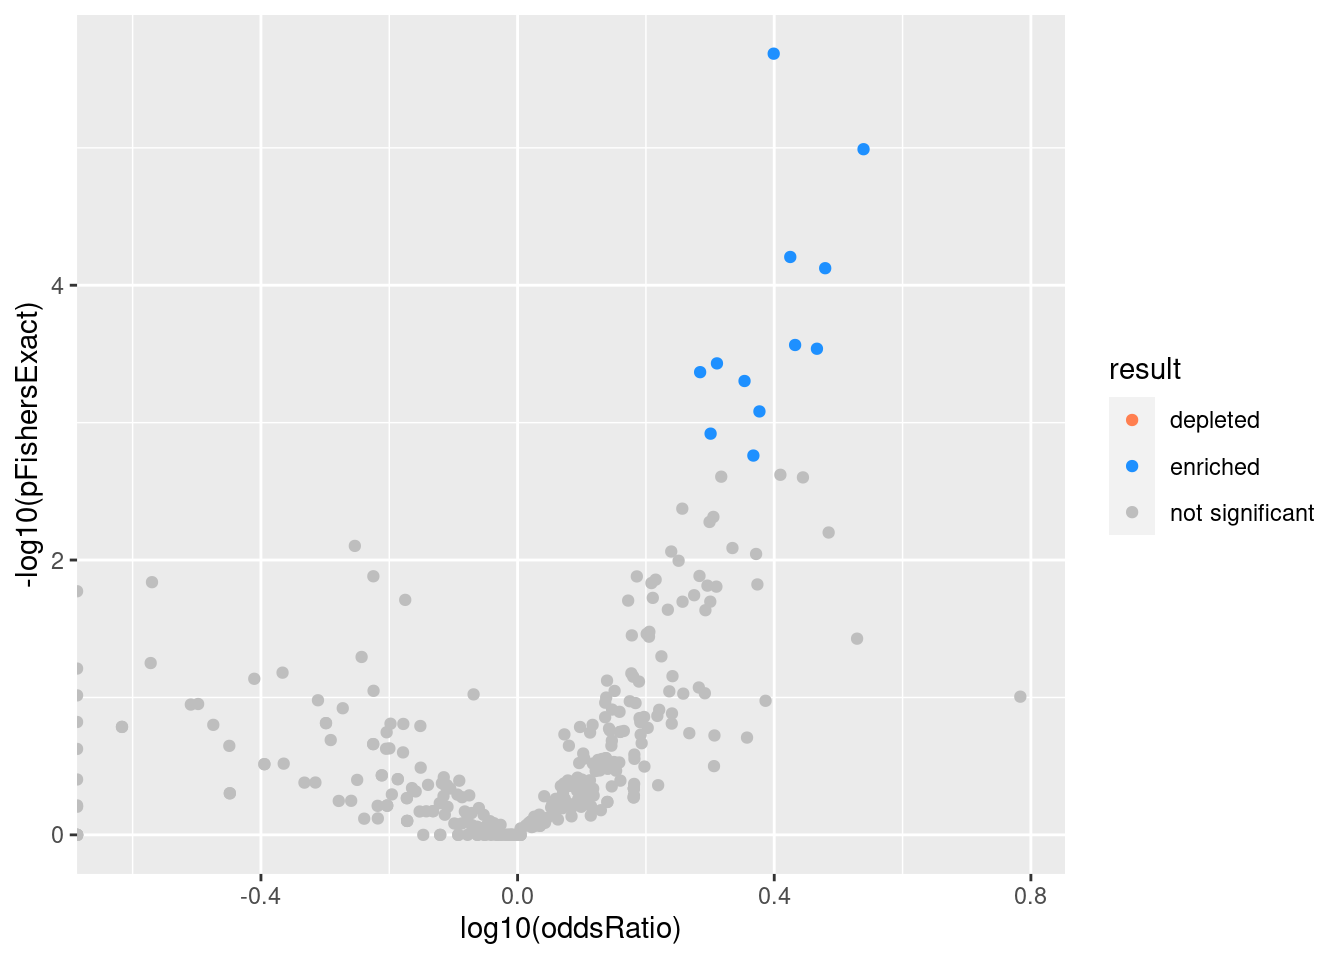 -log10(pFishersExact)
4
2
0
-0.4
0.0
0.4
0.8
log10(oddsRatio)
result
depleted
enriched
not significant